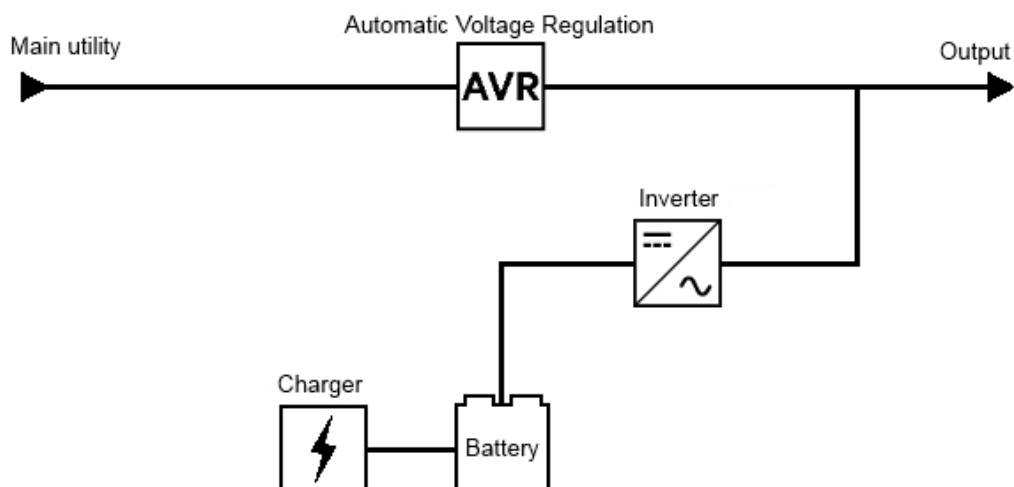 Automatic Voltage Regulation
Main utility
Output
AVR
Inverter
Charger
Battery